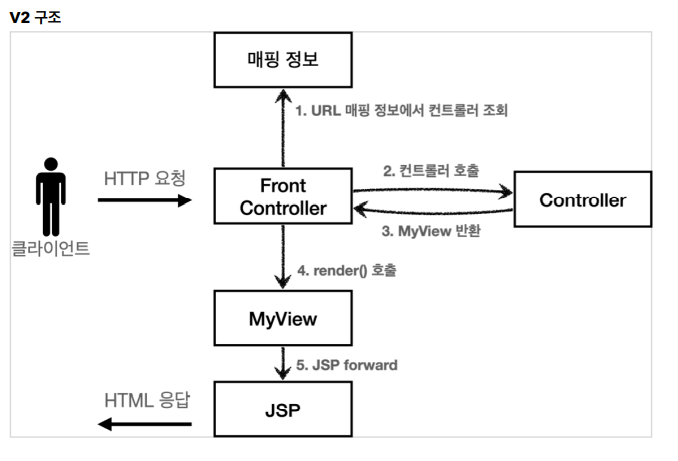 V2 구조
매핑 정보
1. URL 매핑 정보에서 컨트롤러 조회
HTTP 요청
Front
Controller
2. 컨트롤러 호출
Controller
3. MyView 반환
클라이언트
4. render() 호출
MyView
5. JSP forward
HTML 응답
JSP